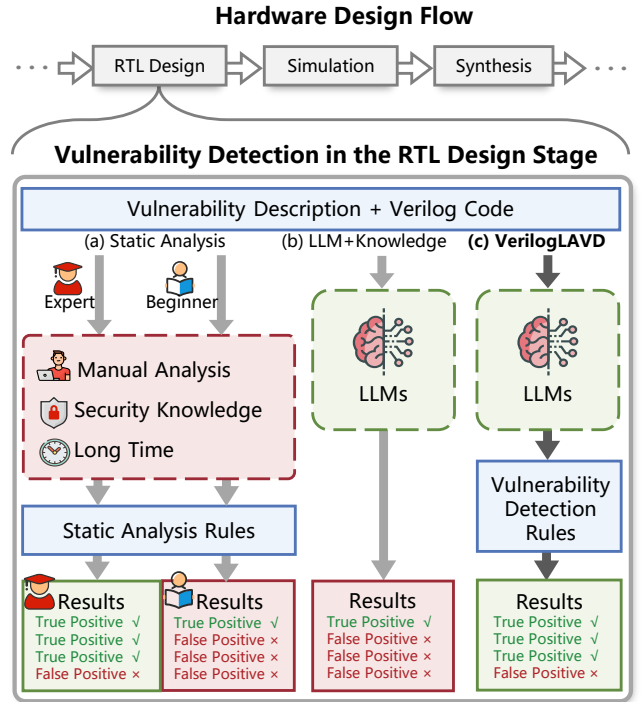 Hardware Design Flow
RTL Design
Simulation
Synthesis
Vulnerability Detection in the RTL Design Stage
Vulnerability Description + Verilog Code
(a) Static Analysis
(b) LLM+Knowledge
(c) VerilogLAVD
Expert
Beginner
Manual Analysis
Security Knowledge
Long Time
LLMs
LLMs
Static Analysis Rules
Vulnerability
Detection
Rules
Results
True Positive √
True Positive √
True Positive √
False Positive ×
Results
True Positive √
False Positive ×
False Positive ×
False Positive ×
Results
True Positive √
False Positive ×
False Positive ×
False Positive ×
Results
True Positive √
True Positive √
True Positive √
False Positive ×